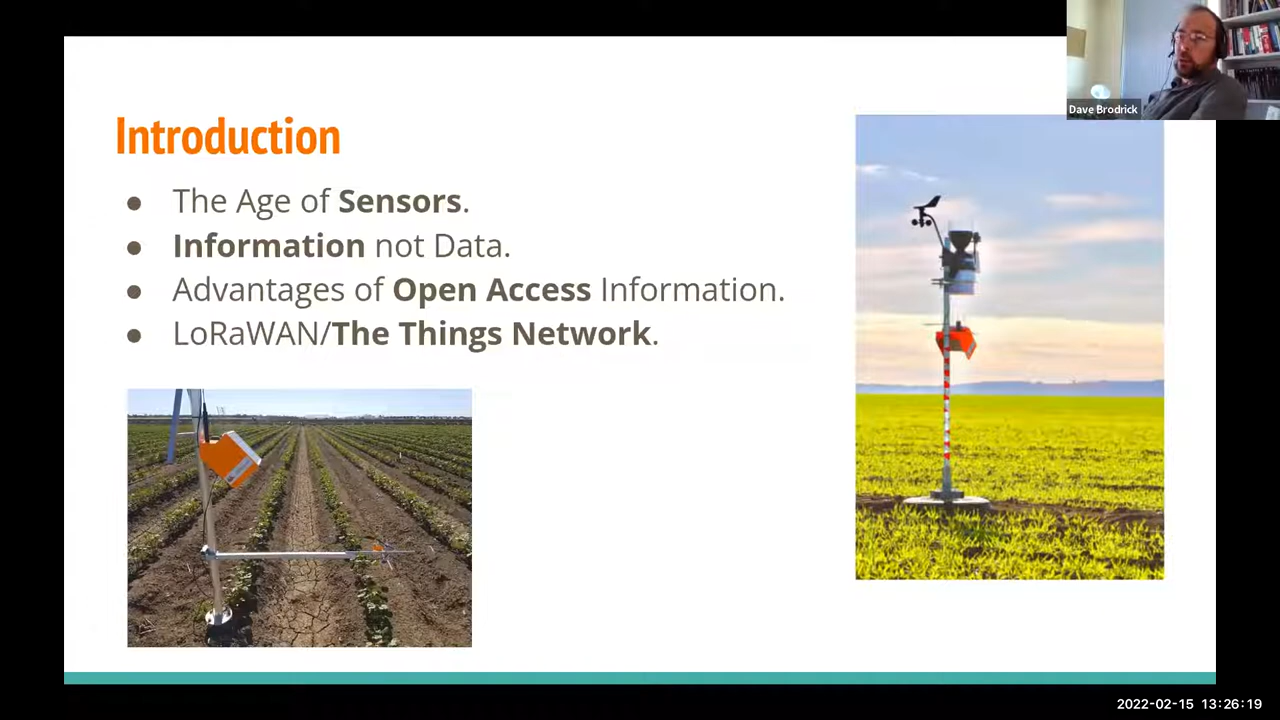 Dave Brodrick
Introduction
● The Age of Sensors.
● Information not Data.
● Advantages of Open Access Information.
● LoRaWAN/The Things Network.
2022-02-15 13:26:19